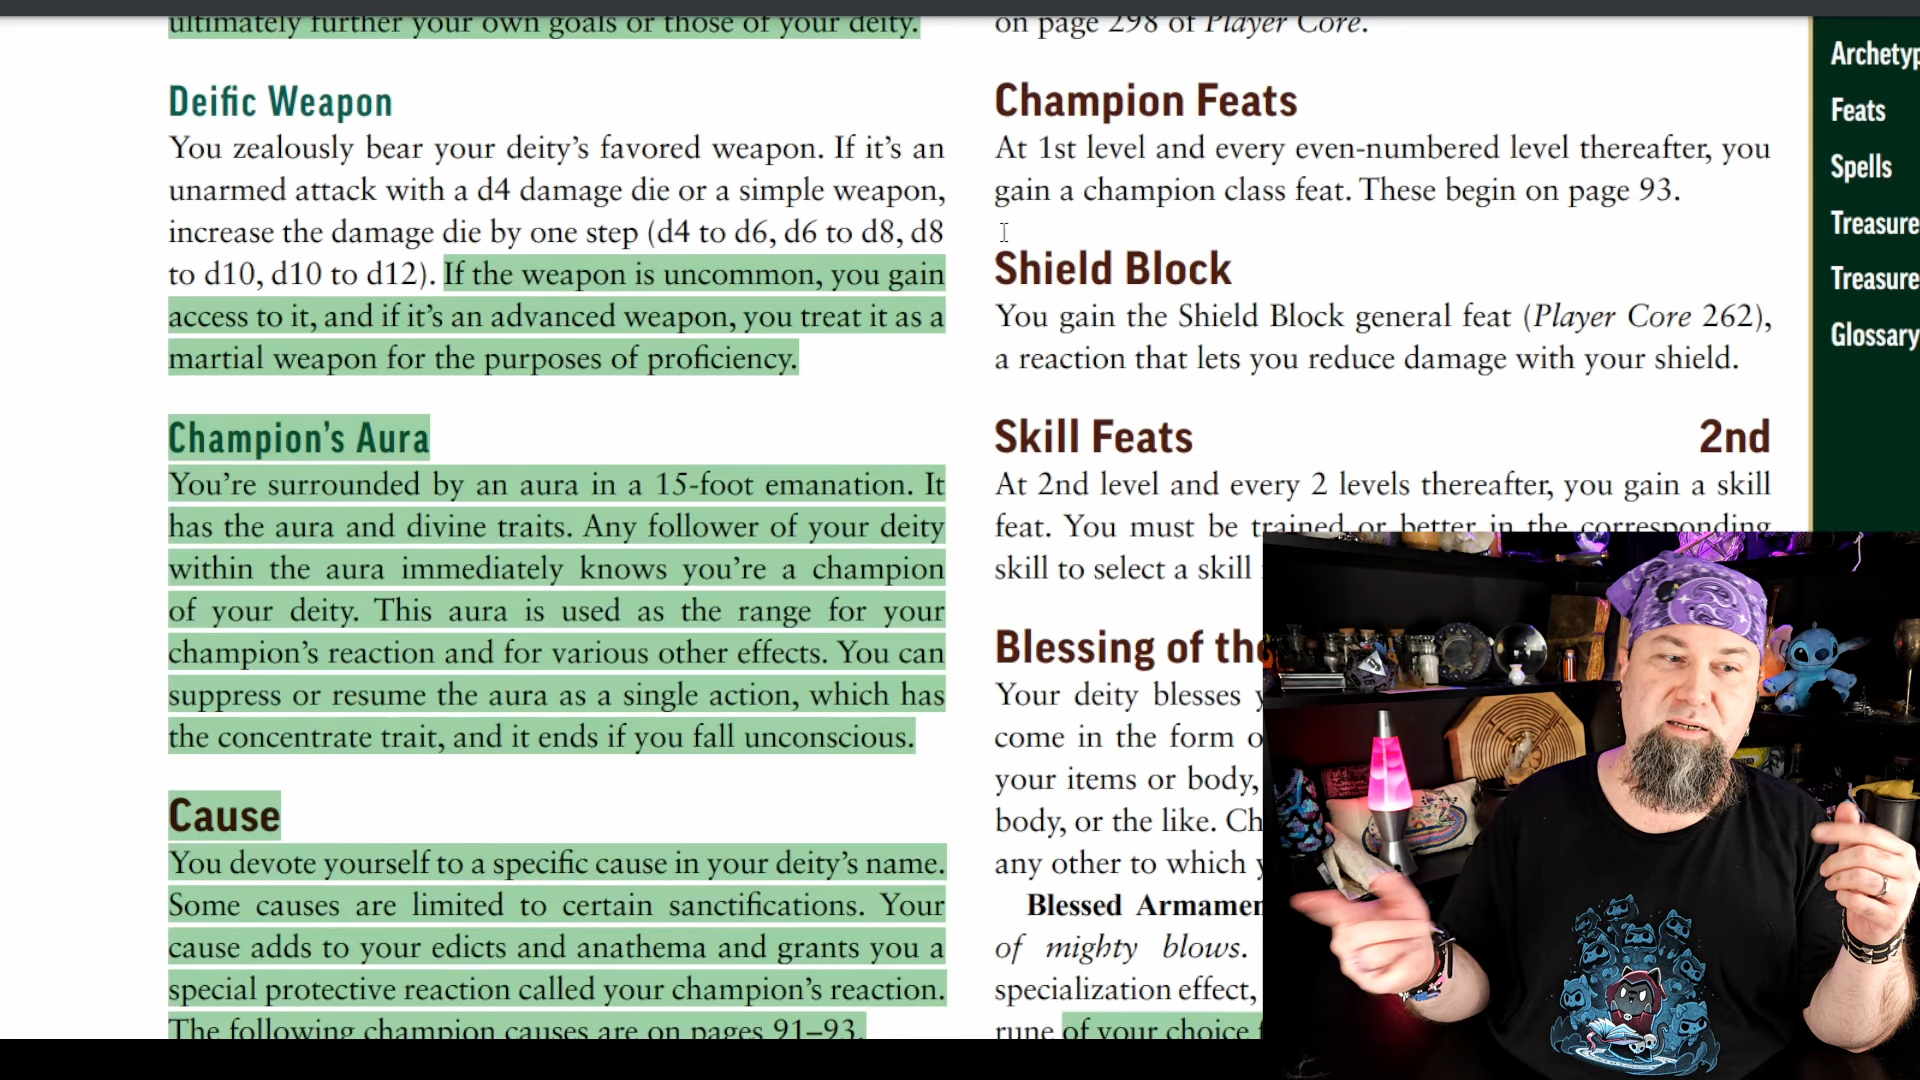 ultimately further your own goals or those of your deity.
Deific Weapon
You zealously bear your deity’s favored weapon. If it’s an
unarmed attack with a d4 damage die or a simple weapon,
increase the damage die by one step (d4 to d6, d6 to d8, d8
to d10, d10 to d12). If the weapon is uncommon, you gain
access to it, and if it’s an advanced weapon, you treat it as a
martial weapon for the purposes of proficiency.
Champion’s Aura
You’re surrounded by an aura in a 15-foot emanation. It
has the aura and divine traits. Any follower of your deity
within the aura immediately knows you’re a champion
of your deity. This aura is used as the range for your
champion’s reaction and for various other effects. You can
suppress or resume the aura as a single action, which has
the concentrate trait, and it ends if you fall unconscious.
Cause
You devote yourself to a specific cause in your deity’s name.
Some causes are limited to certain sanctifications. Your
cause adds to your edicts and anathema and grants you a
special protective reaction called your champion’s reaction.
The following champion causes are on pages 91–93.
on page 298 of Player Core.
Champion Feats
At 1st level and every even-numbered level thereafter, you
gain a champion class feat. These begin on page 93.
Shield Block
You gain the Shield Block general feat (Player Core 262),
a reaction that lets you reduce damage with your shield.
Skill Feats 2nd
At 2nd level and every 2 levels thereafter, you gain a skill
feat. You must be trained or better in the corresponding
skill to select a skill
Blessing of the
Your deity blesses
come in the form
your items or body,
body, or the like. Ch
any other to which
Blessed Armamen
of mighty blows.
specialization effect,
rune of your choice
Archetyp
Feats
Spells
Treasure
Treasure
Glossary